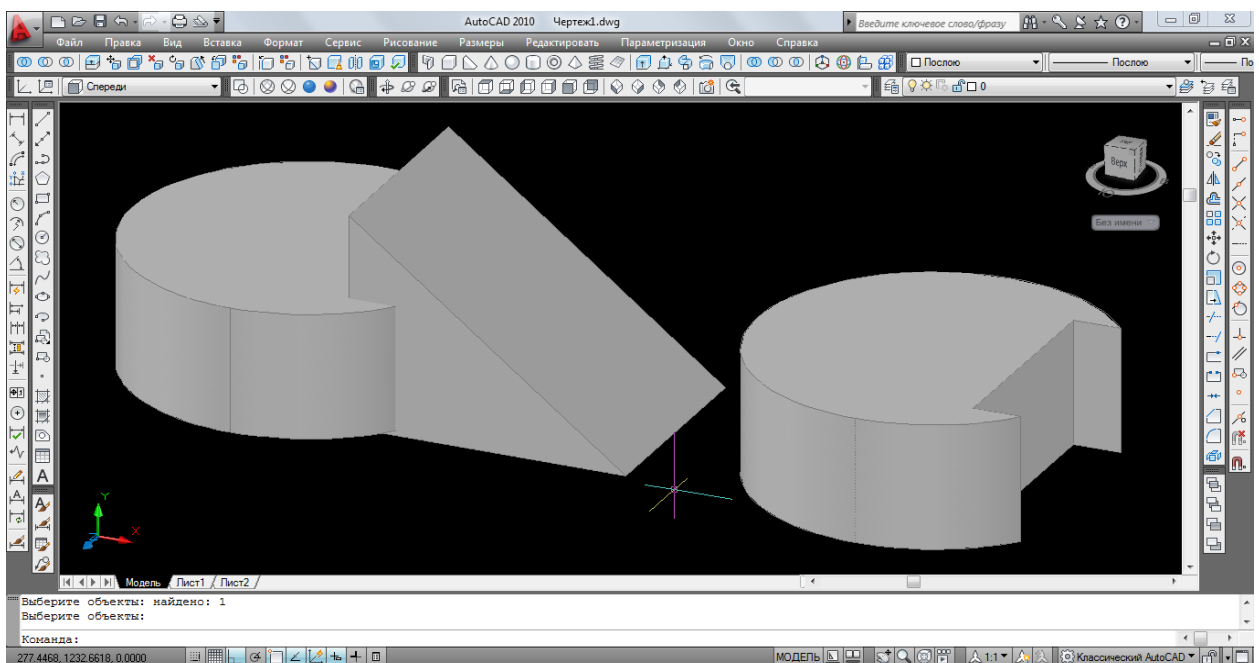 AutoCAD 2010 Чертеж1.dwg
Введите ключевое слово/фразу
Файл Правка Вид Вставка Формат Сервис Рисование Размеры Редактировать Параметризация Окно Справка
Послою Послою По
Спереди 0
Верх
Без имени
Y
X
Модель Лист1 Лист2
Выберите объекты: найдено: 1
Выберите объекты:
Команда:
277.4468, 1232.6618, 0.0000 МОДЕЛЬ 1:1 Классический AutoCAD